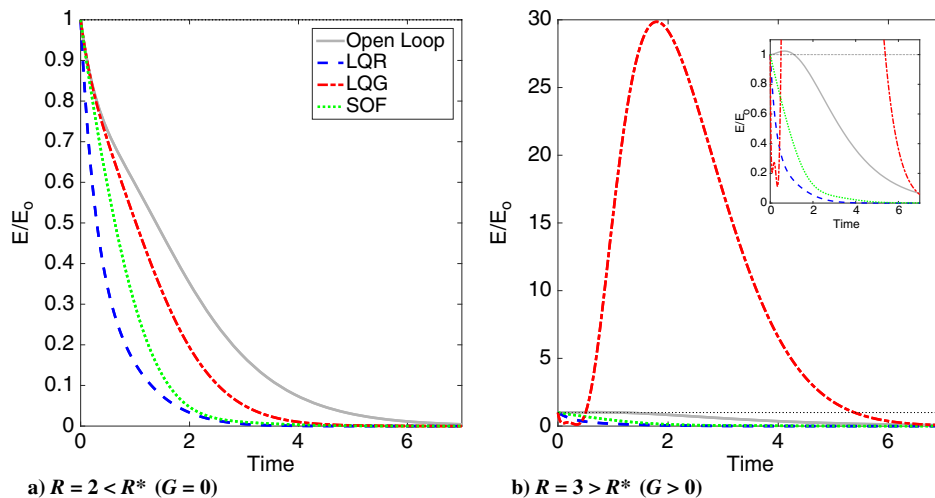 1
0.9
0.8
0.7
0.6
0.5
0.4
0.3
0.2
0.1
0
E/Eo
0 2 4 6
Time
Open Loop
LQR
LQG
SOF
a) R = 2 < R* (G = 0)
30
25
20
15
10
5
0
E/Eo
0 2 4 6
Time
1
0.8
0.6
0.4
0.2
0
E/Eo
0 2 4 6
Time
b) R = 3 > R* (G > 0)